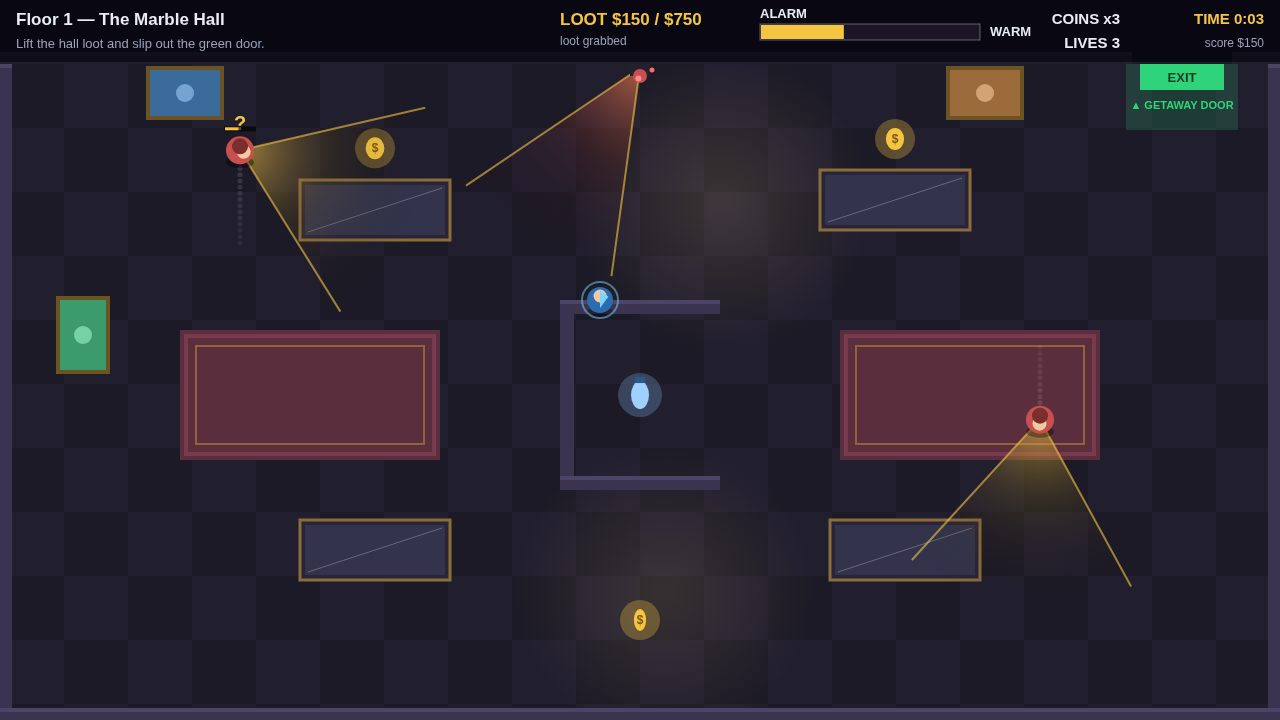 Floor 1 — The Marble Hall
Lift the hall loot and slip out the green door.
LOOT $150 / $750
loot grabbed
ALARM
WARM
COINS x3
LIVES 3
TIME 0:03
score $150
EXIT
▲ GETAWAY DOOR
?
$
$
$